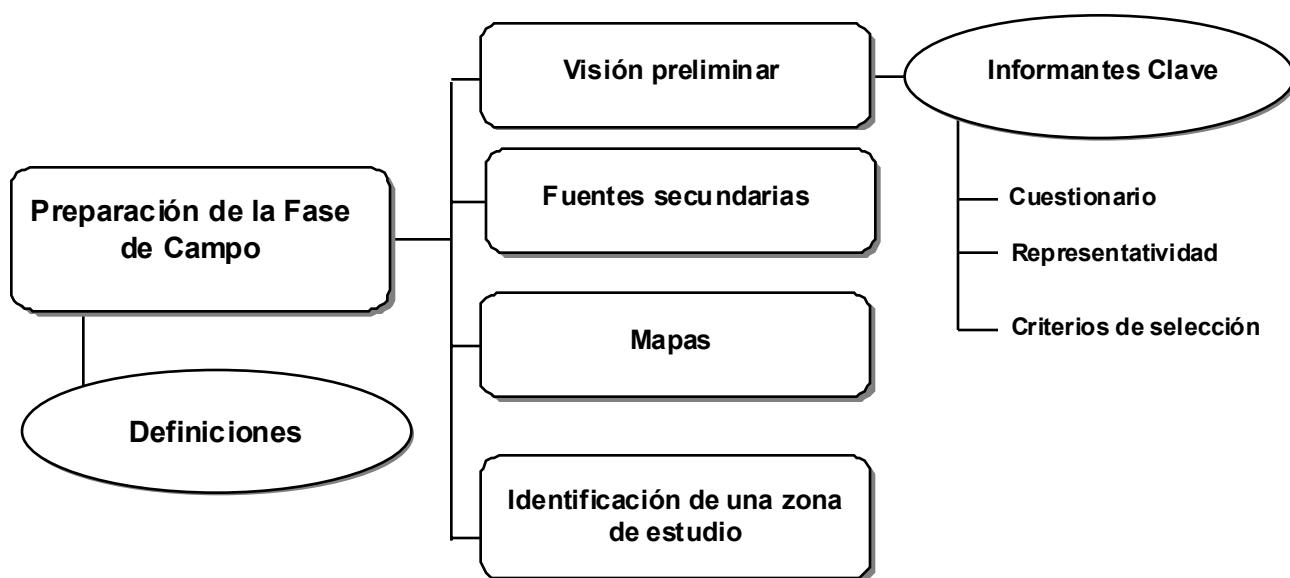 Visión preliminar
Informantes Clave
Fuentes secundarias
Cuestionario
Preparación de la Fase
de Campo
Representatividad
Mapas
Criterios de selección
Definiciones
Identificación de una zona
de estudio